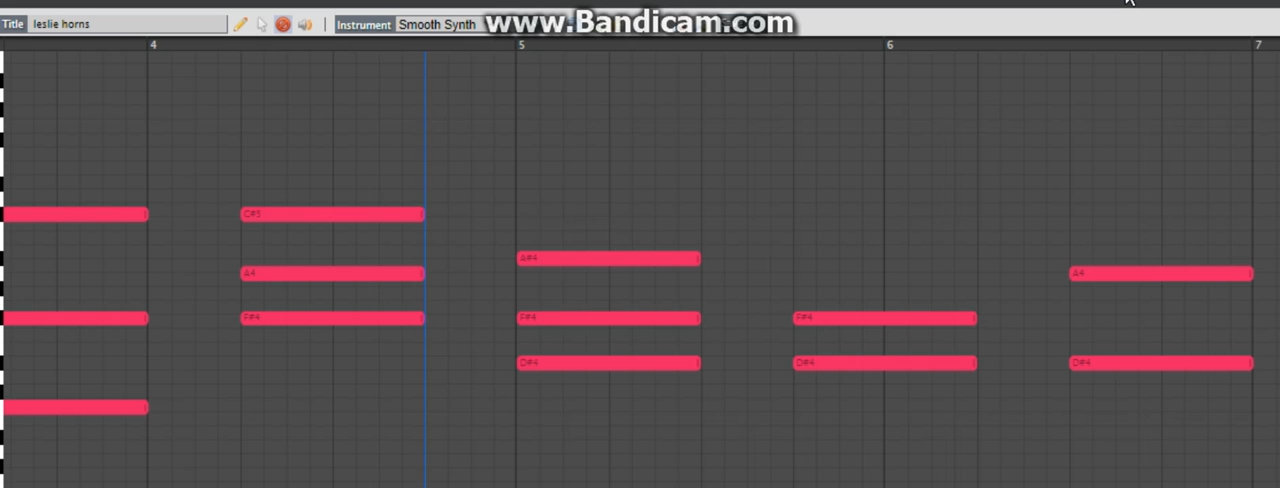 Title leslie horns Instrument Smooth Synth www.Bandicam.com
4 5 6 7
C#5
A#4
A4 A4
F#4 F#4 F#4
D#4 D#4 D#4